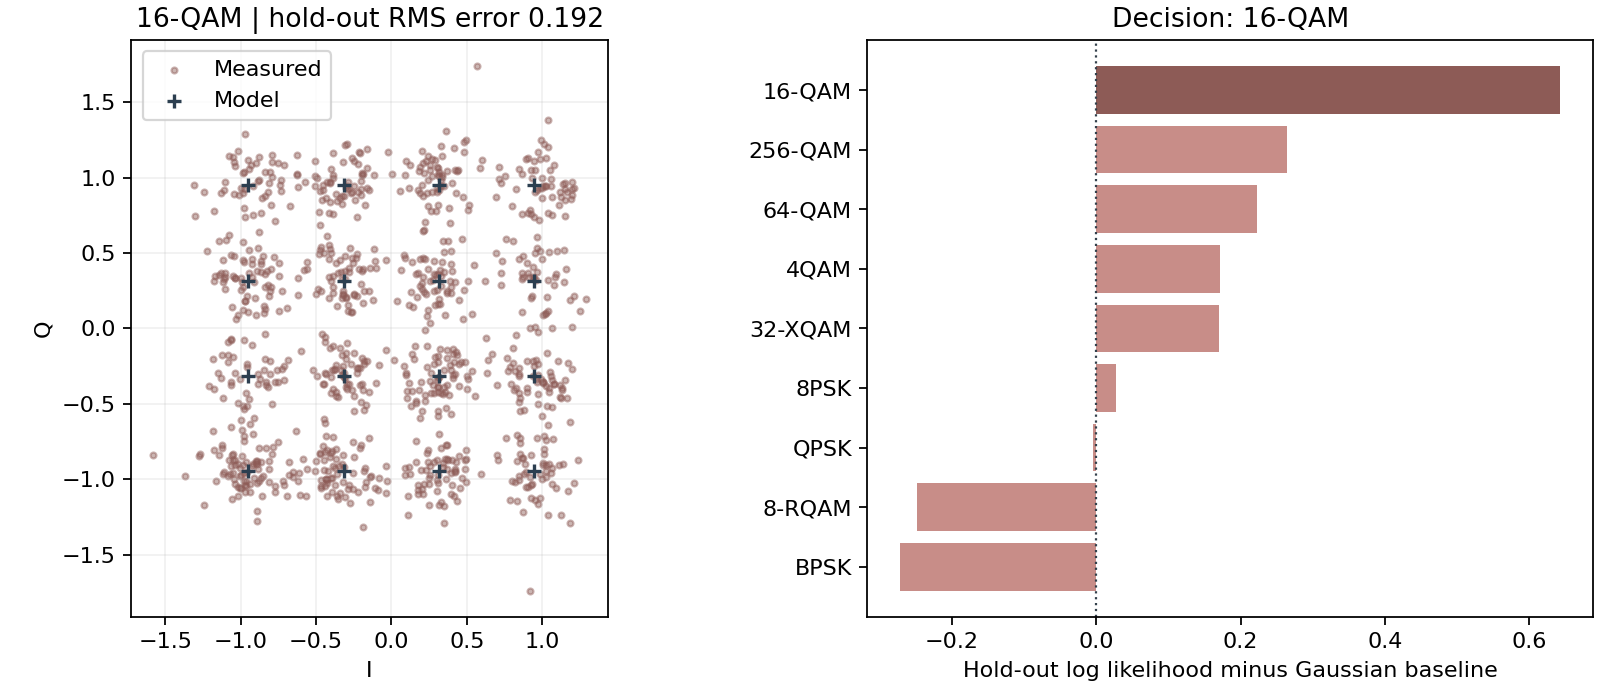 16-QAM | hold-out RMS error 0.192
Measured
Model
1.5
1.0
0.5
0.0
−0.5
−1.0
−1.5
Q
−1.5
−1.0
−0.5
0.0
0.5
1.0
I
Decision: 16-QAM
16-QAM
256-QAM
64-QAM
4QAM
32-XQAM
8PSK
QPSK
8-RQAM
BPSK
−0.2
0.0
0.2
0.4
0.6
Hold-out log likelihood minus Gaussian baseline